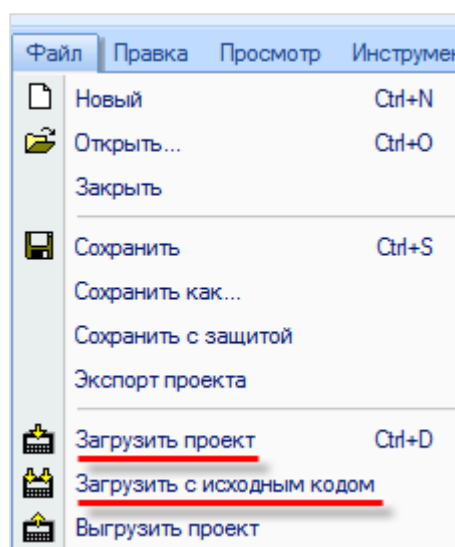 Файл Правка Просмотр
Новый Ctrl+N
Открыть... Ctrl+O
Закрыть
Сохранить Ctrl+S
Сохранить как...
Сохранить с защитой
Экспорт проекта
Загрузить проект Ctrl+D
Загрузить с исходным кодом
Выгрузить проект